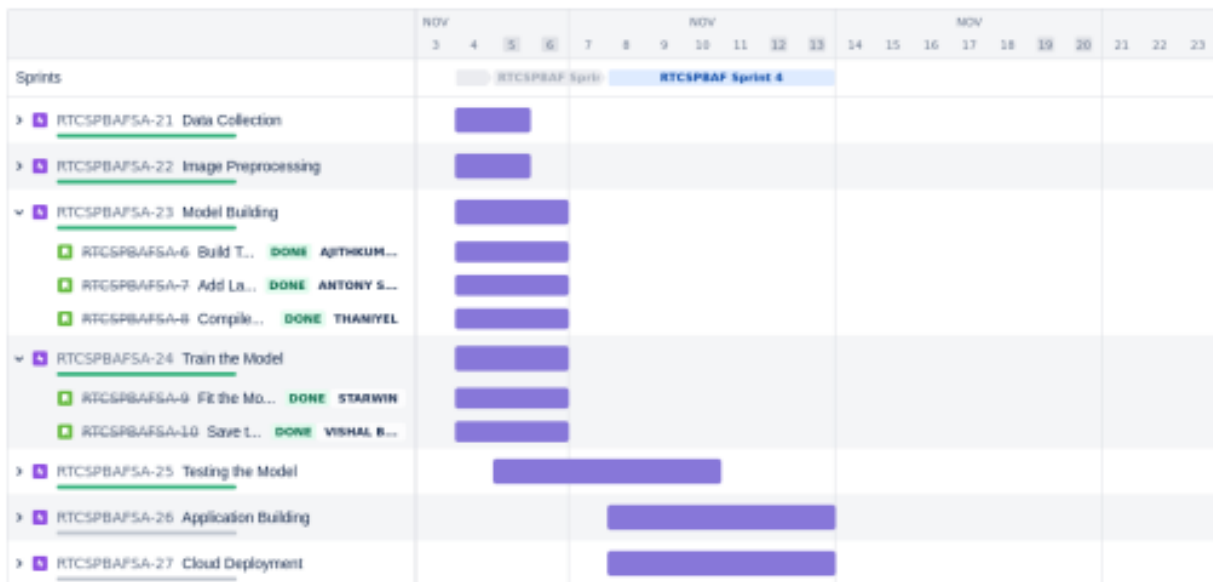 NOV NOV NOV
3 4 5 6 7 8 9 10 11 12 13 14 15 16 17 18 19 20 21 22 23
Sprints RTCSPBAF Spri RTCSPBAF Sprint 4
RTCSPBAFSA-21 Data Collection
RTCSPBAFSA-22 Image Preprocessing
RTCSPBAFSA-23 Model Building
RTCSPBAFSA-6 Build T... DONE AJITHKUM...
RTCSPBAFSA-7 Add La... DONE ANTONY S...
RTCSPBAFSA-8 Compile... DONE THANIYEL
RTCSPBAFSA-24 Train the Model
RTCSPBAFSA-9 Fit the Mo... DONE STARWIN
RTCSPBAFSA-10 Save t... DONE VISHAL B...
RTCSPBAFSA-25 Testing the Model
RTCSPBAFSA-26 Application Building
RTCSPBAFSA-27 Cloud Deployment